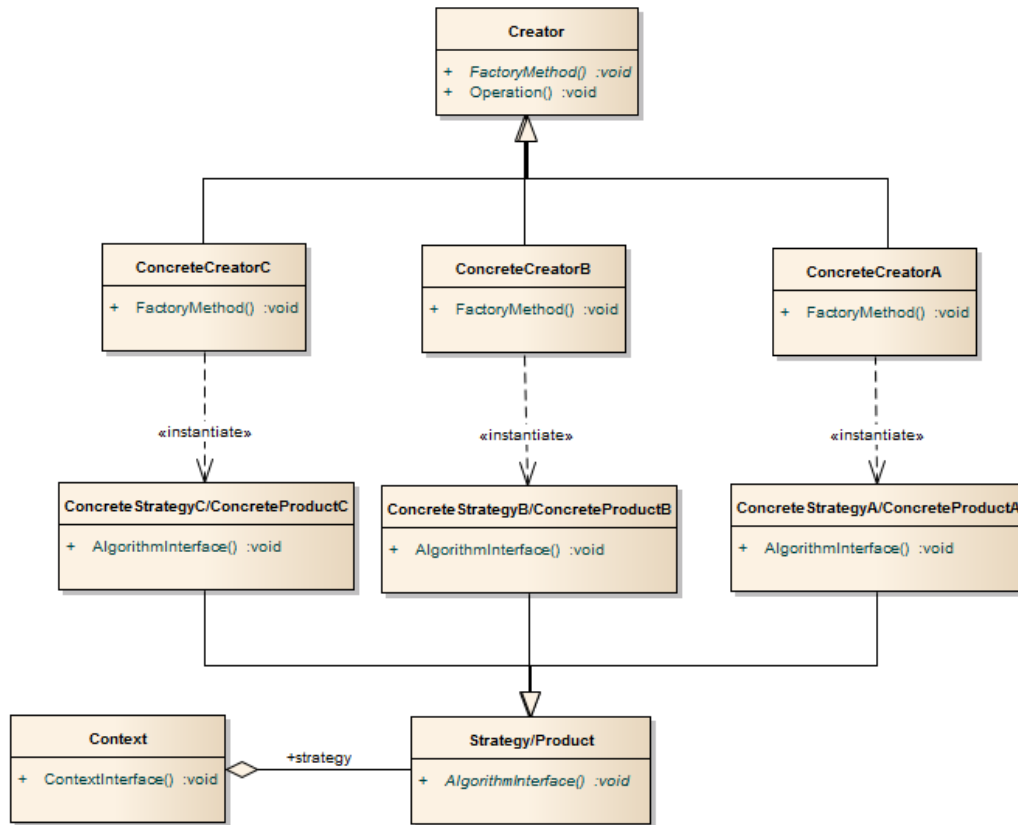 Creator
+ FactoryMethod() :void
+ Operation() :void
ConcreteCreatorC
+ FactoryMethod() :void
ConcreteCreatorB
+ FactoryMethod() :void
ConcreteCreatorA
+ FactoryMethod() :void
«instantiate»
«instantiate»
«instantiate»
ConcreteStrategyC/ConcreteProductC
+ AlgorithmInterface() :void
ConcreteStrategyB/ConcreteProductB
+ AlgorithmInterface() :void
ConcreteStrategyA/ConcreteProductA
+ AlgorithmInterface() :void
Context
+ ContextInterface() :void
+strategy
Strategy/Product
+ AlgorithmInterface() :void